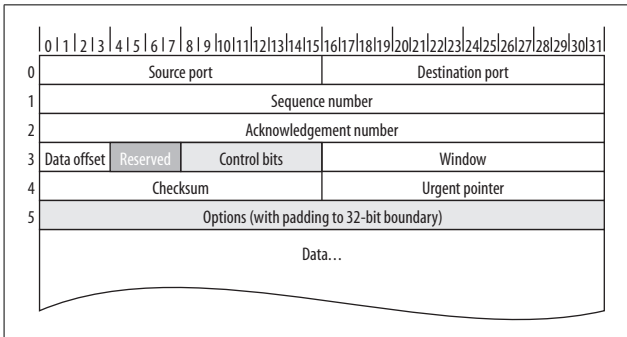 0 1 2 3 4 5 6 7 8 9 10 11 12 13 14 15 16 17 18 19 20 21 22 23 24 25 26 27 28 29 30 31
0 Source port Destination port
1 Sequence number
2 Acknowledgement number
3 Data offset Reserved Control bits Window
4 Checksum Urgent pointer
5 Options (with padding to 32-bit boundary)
Data…